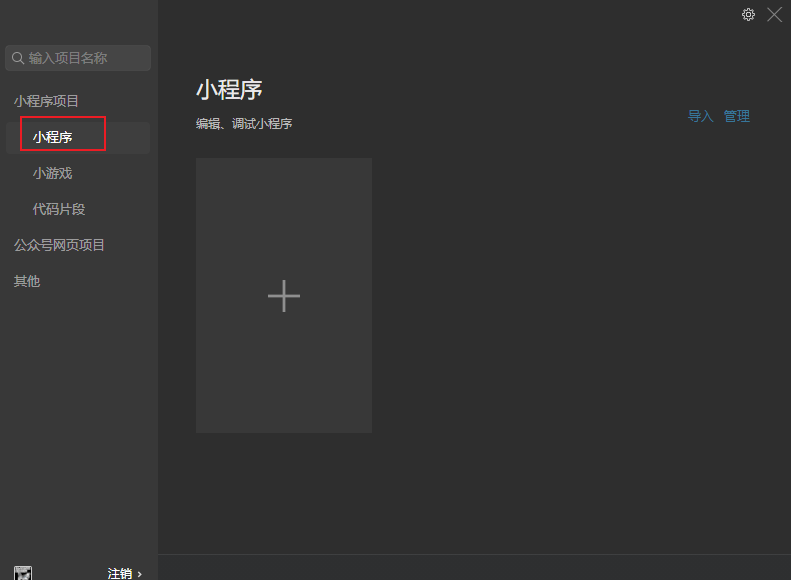 输入项目名称
小程序项目
小程序
小游戏
代码片段
公众号网页项目
其他
注销 ›
小程序
编辑、调试小程序
导入 管理